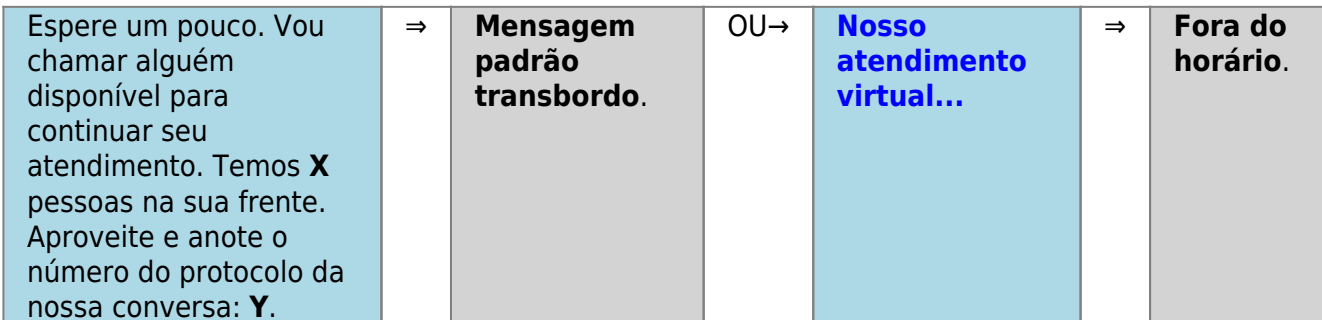 Espere um pouco. Vou
chamar alguém
disponível para
continuar seu
atendimento. Temos X
pessoas na sua frente.
Aproveite e anote o
número do protocolo da
nossa conversa: Y.
⇒
Mensagem
padrão
transbordo.
OU→
Nosso
atendimento
virtual...
⇒
Fora do
horário.